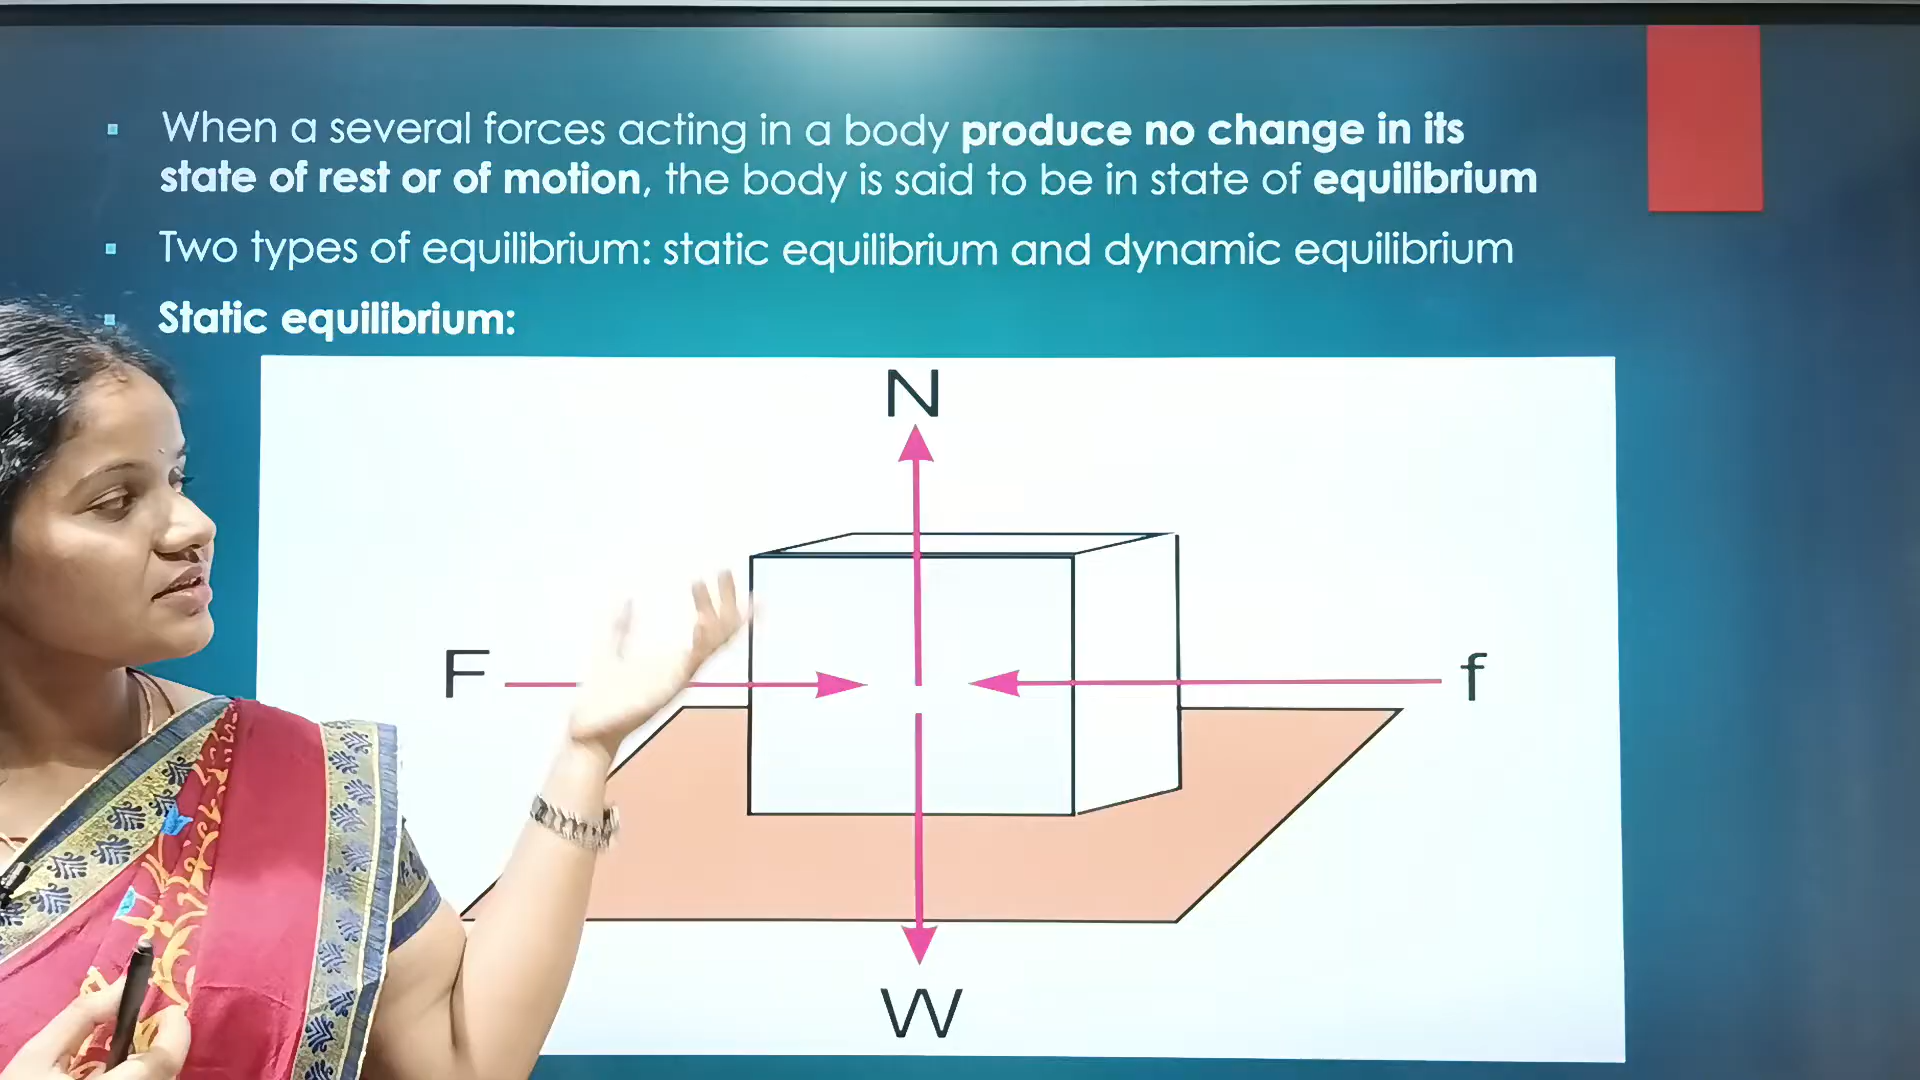 When a several forces acting in a body produce no change in its
state of rest or of motion, the body is said to be in state of equilibrium
Two types of equilibrium: static equilibrium and dynamic equilibrium
Static equilibrium:
N
F
f
W